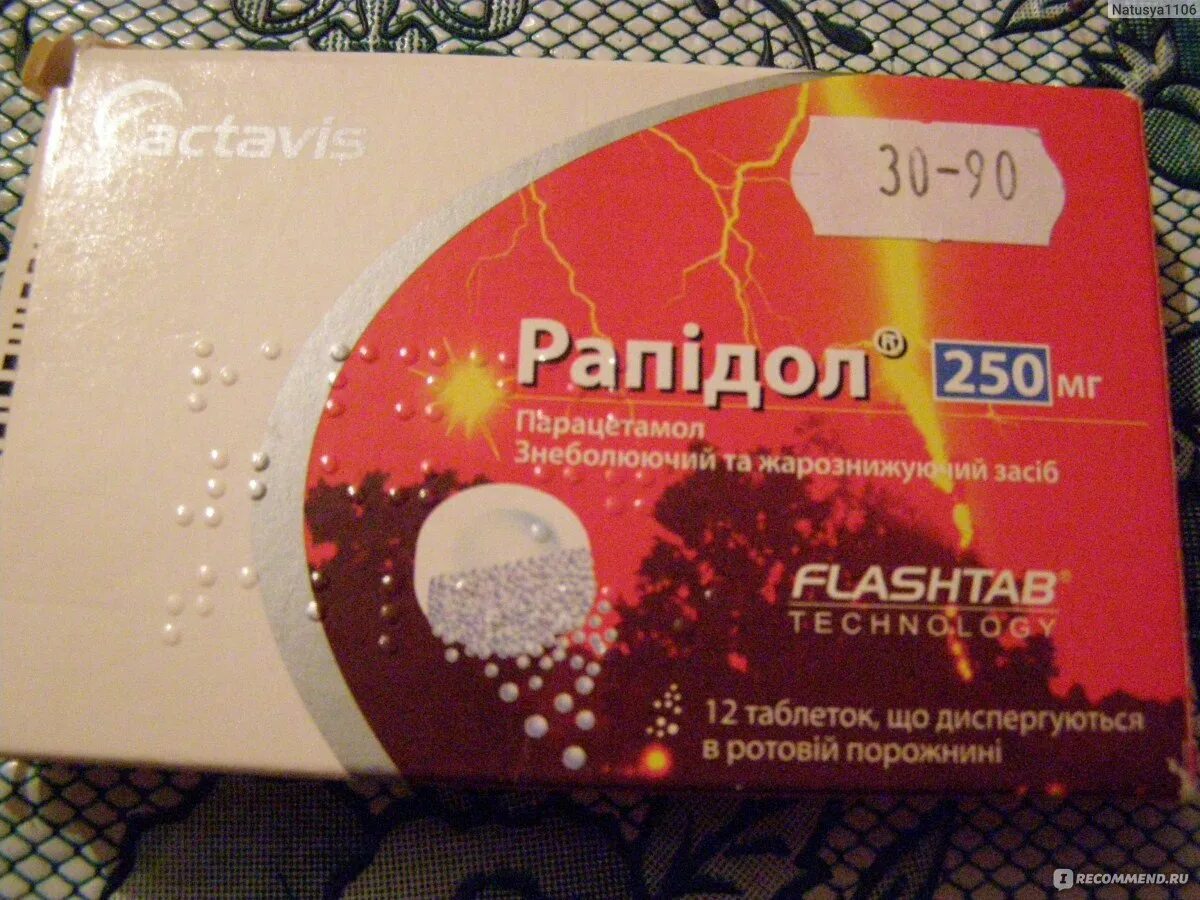 Natusya1106
actavis
30-90
Рапідол® 250 мг
Парацетамол
Знеболюючий та жарознижуючий засіб
FLASHTAB®
TECHNOLOGY
12 таблеток, що диспергуються
в ротовій порожнині
IRECOMMEND.RU